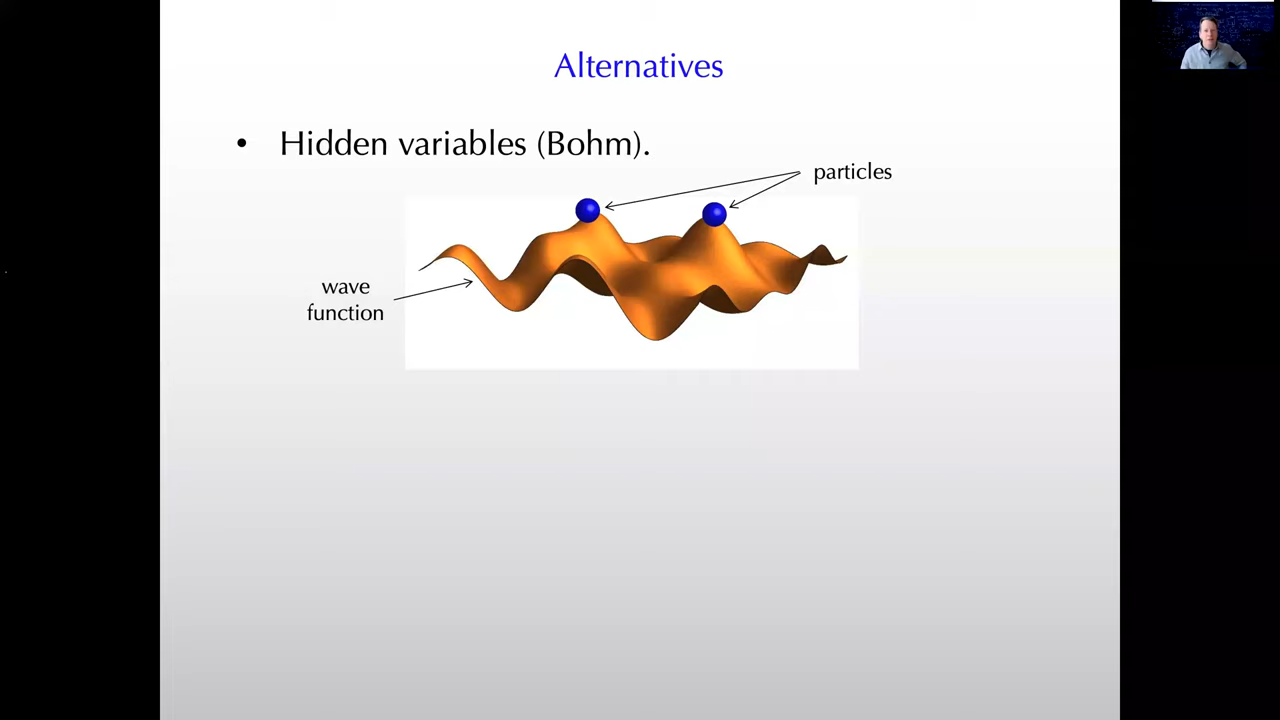 Alternatives
• Hidden variables (Bohm).
particles
wave
function